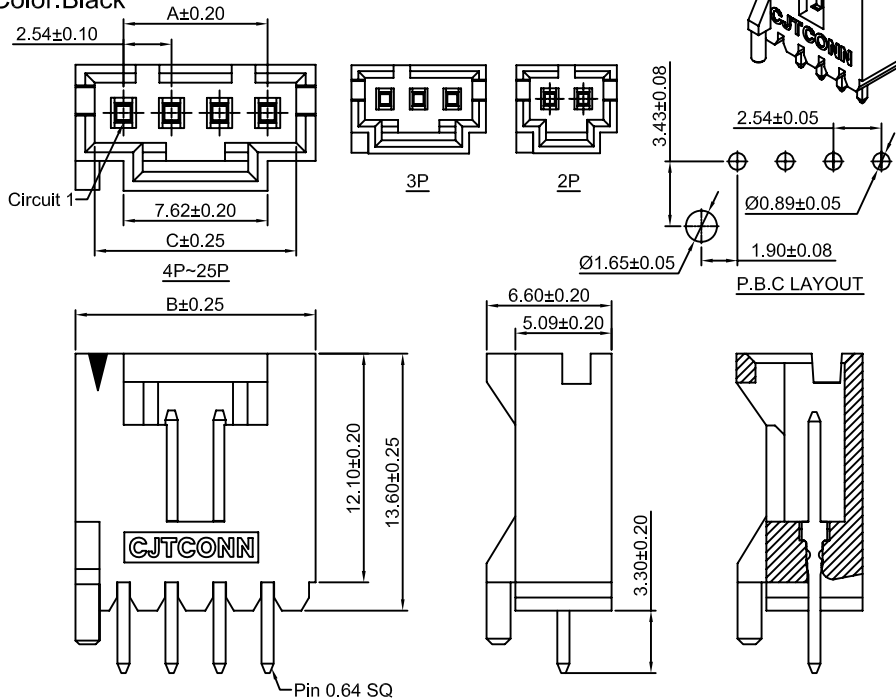 Color:Black
A±0.20
2.54±0.10
Circuit 1
7.62±0.20
C±0.25
4P~25P
3P
2P
CJTCONN
3.43±0.08
2.54±0.05
Ø0.89±0.05
Ø1.65±0.05
1.90±0.08
P.B.C LAYOUT
B±0.25
6.60±0.20
5.09±0.20
12.10±0.20
13.60±0.25
CJTCONN
3.30±0.20
Pin 0.64 SQ